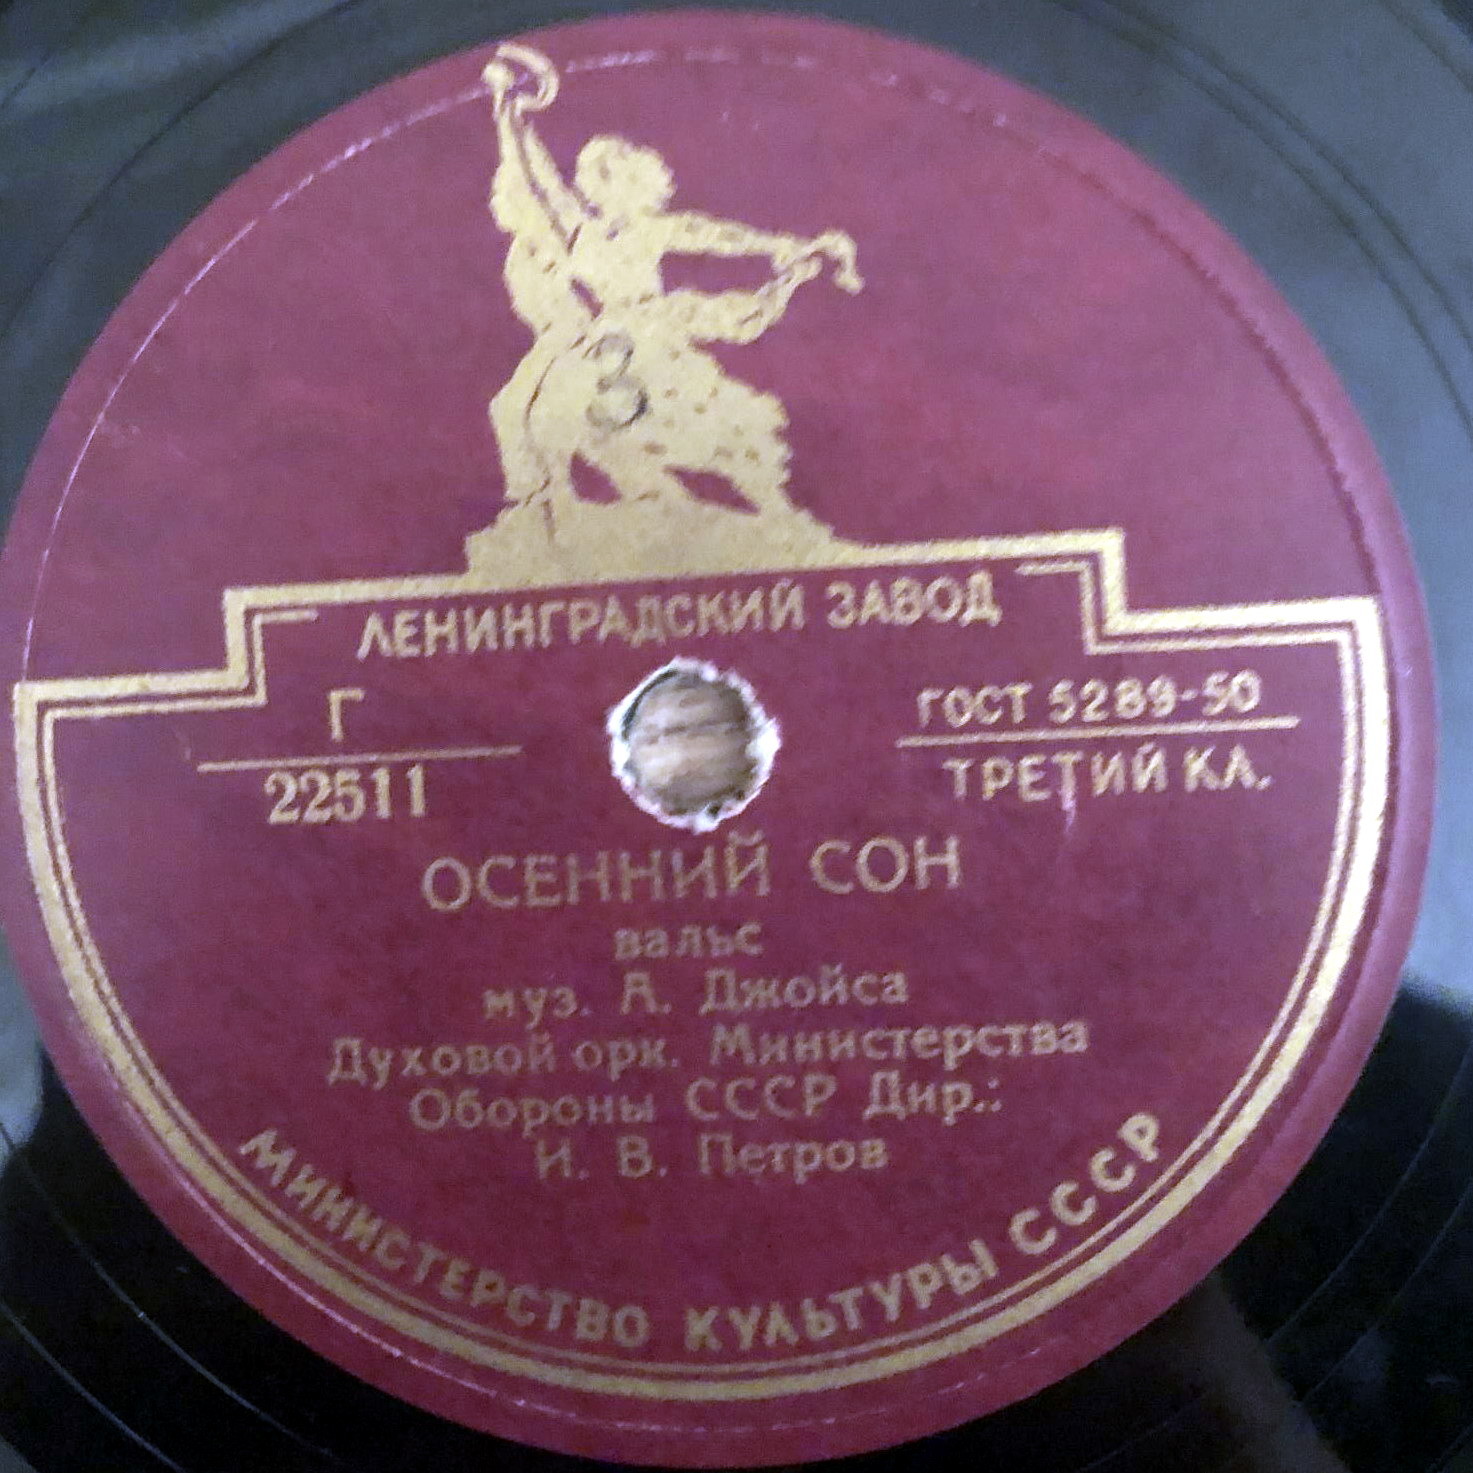 3
ЛЕНИНГРАДСКИЙ ЗАВОД
Г
22511
ГОСТ 5289-50
ТРЕТИЙ КЛ.
ОСЕННИЙ СОН
вальс
муз. А. Джойса
Духовой орк. Министерства
Обороны СССР Дир.:
И. В. Петров
МИНИСТЕРСТВО КУЛЬТУРЫ СССР